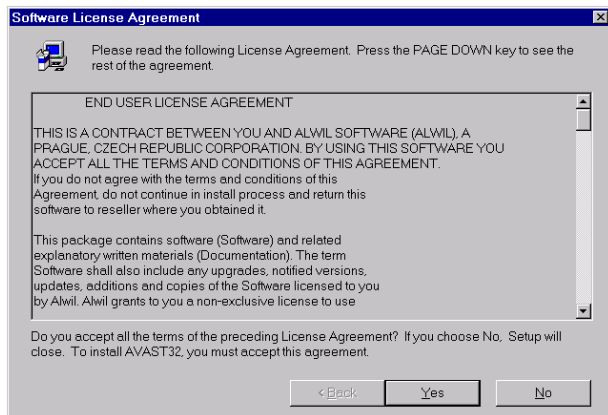 Software License Agreement
Please read the following License Agreement. Press the PAGE DOWN key to see the
rest of the agreement.
END USER LICENSE AGREEMENT
THIS IS A CONTRACT BETWEEN YOU AND ALWIL SOFTWARE (ALWIL), A
PRAGUE, CZECH REPUBLIC CORPORATION. BY USING THIS SOFTWARE YOU
ACCEPT ALL THE TERMS AND CONDITIONS OF THIS AGREEMENT.
If you do not agree with the terms and conditions of this
Agreement, do not continue in install process and return this
software to reseller where you obtained it.
This package contains software (Software) and related
explanatory written materials (Documentation). The term
Software shall also include any upgrades, notified versions,
updates, additions and copies of the Software licensed to you
by Alwil. Alwil grants to you a non-exclusive license to use
Do you accept all the terms of the preceding License Agreement? If you choose No, Setup will
close. To install AVAST32, you must accept this agreement.
< Back Yes No